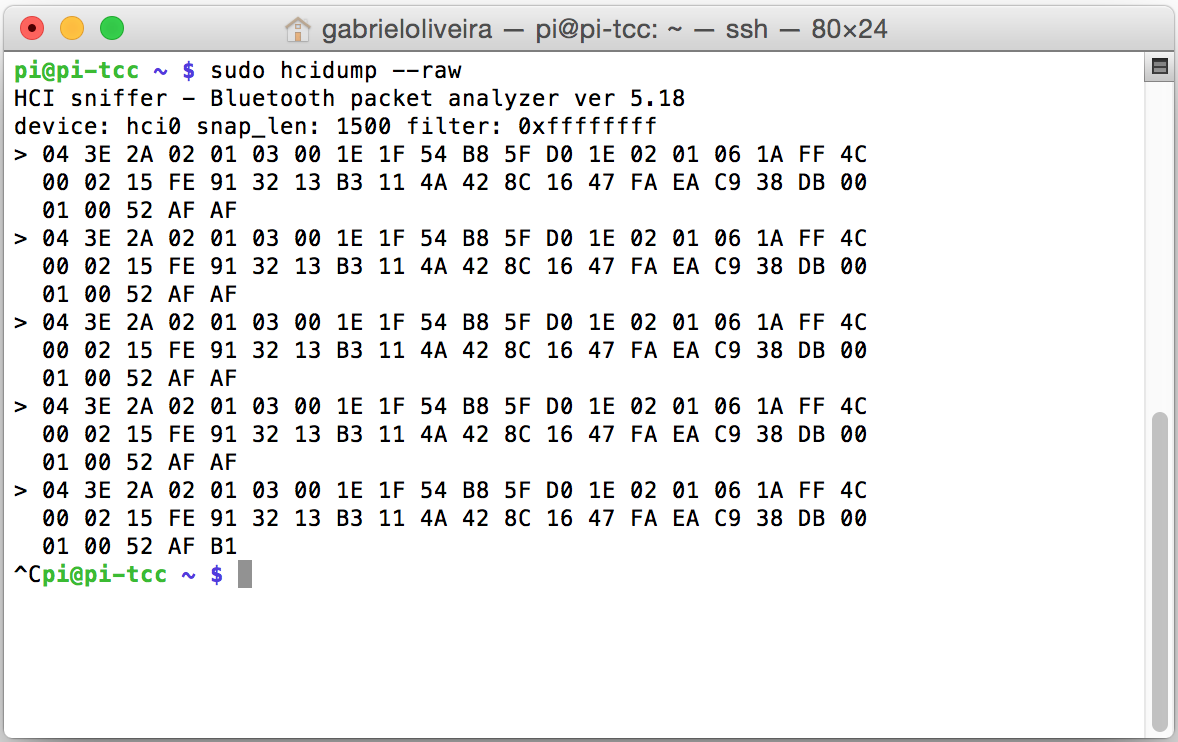 gabrieloliveira — pi@pi-tcc: ~ — ssh — 80×24
pi@pi-tcc ~ $ sudo hcidump --raw
HCI sniffer - Bluetooth packet analyzer ver 5.18
device: hci0 snap_len: 1500 filter: 0xffffffff
> 04 3E 2A 02 01 03 00 1E 1F 54 B8 5F D0 1E 02 01 06 1A FF 4C
  00 02 15 FE 91 32 13 B3 11 4A 42 8C 16 47 FA EA C9 38 DB 00
  01 00 52 AF AF
> 04 3E 2A 02 01 03 00 1E 1F 54 B8 5F D0 1E 02 01 06 1A FF 4C
  00 02 15 FE 91 32 13 B3 11 4A 42 8C 16 47 FA EA C9 38 DB 00
  01 00 52 AF AF
> 04 3E 2A 02 01 03 00 1E 1F 54 B8 5F D0 1E 02 01 06 1A FF 4C
  00 02 15 FE 91 32 13 B3 11 4A 42 8C 16 47 FA EA C9 38 DB 00
  01 00 52 AF AF
> 04 3E 2A 02 01 03 00 1E 1F 54 B8 5F D0 1E 02 01 06 1A FF 4C
  00 02 15 FE 91 32 13 B3 11 4A 42 8C 16 47 FA EA C9 38 DB 00
  01 00 52 AF AF
> 04 3E 2A 02 01 03 00 1E 1F 54 B8 5F D0 1E 02 01 06 1A FF 4C
  00 02 15 FE 91 32 13 B3 11 4A 42 8C 16 47 FA EA C9 38 DB 00
  01 00 52 AF B1
^Cpi@pi-tcc ~ $